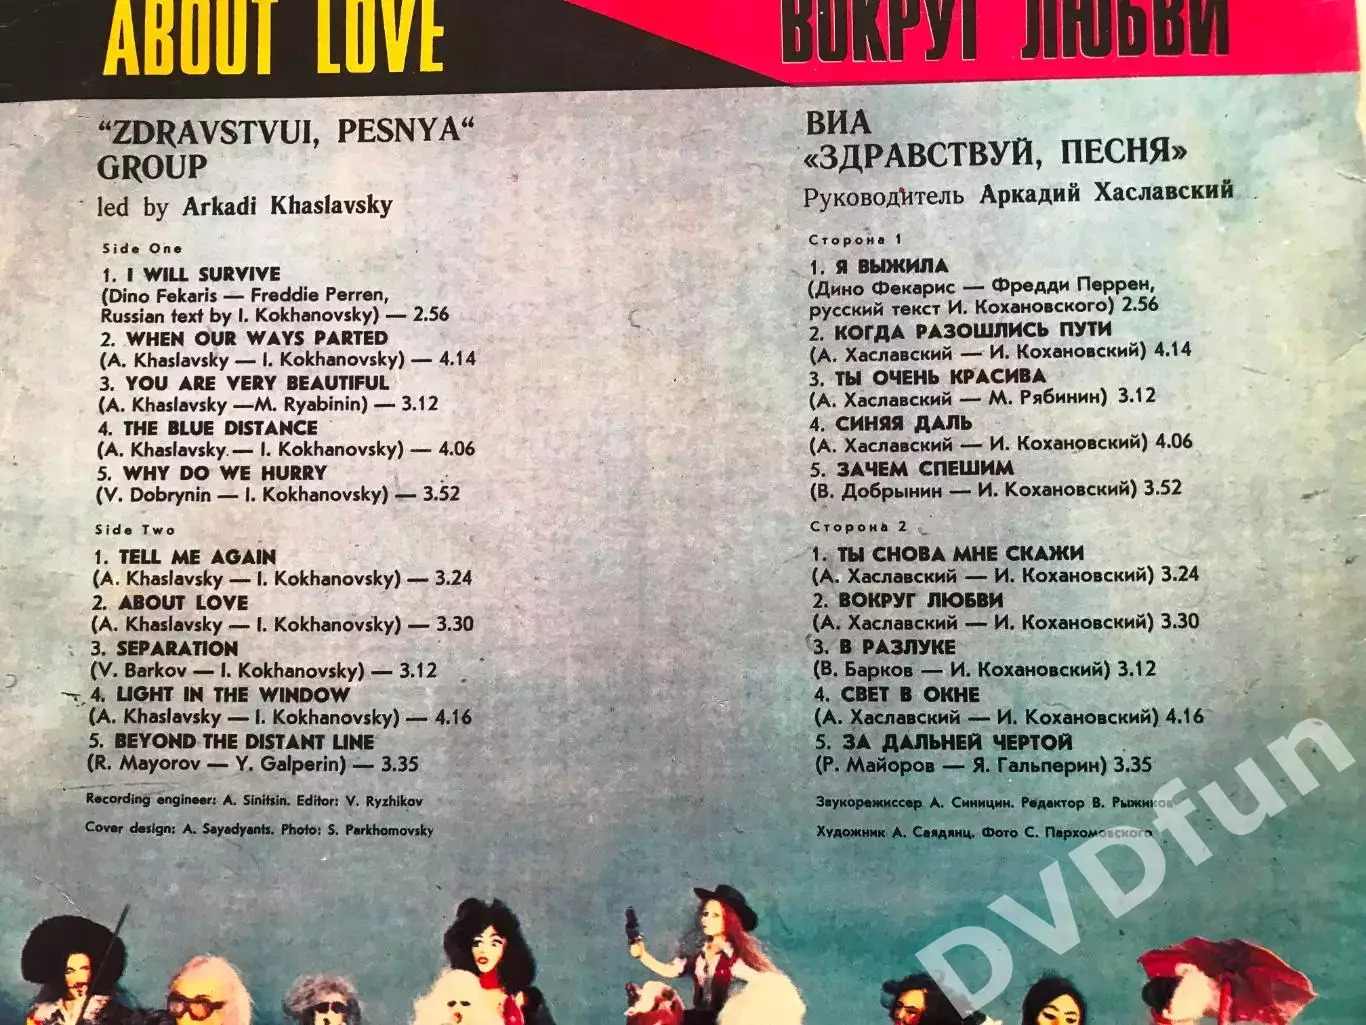 ABOUT LOVE
"ZDRAVSTVUI, PESNYA"
GROUP
led by Arkadi Khaslavsky
Side One
1. I WILL SURVIVE
(Dino Fekaris — Freddie Perren,
Russian text by I. Kokhanovsky) — 2.56
2. WHEN OUR WAYS PARTED
(A. Khaslavsky — I. Kokhanovsky) — 4.14
3. YOU ARE VERY BEAUTIFUL
(A. Khaslavsky —M. Ryabinin) — 3.12
4. THE BLUE DISTANCE
(A. Khaslavsky — I. Kokhanovsky) — 4.06
5. WHY DO WE HURRY
(V. Dobrynin — I. Kokhanovsky) — 3.52
Side Two
1. TELL ME AGAIN
(A. Khaslavsky — I. Kokhanovsky) — 3.24
2. ABOUT LOVE
(A. Khaslavsky — I. Kokhanovsky) — 3.30
3. SEPARATION
(V. Barkov — I. Kokhanovsky) — 3.12
4. LIGHT IN THE WINDOW
(A. Khaslavsky — I. Kokhanovsky) — 4.16
5. BEYOND THE DISTANT LINE
(R. Mayorov — Y. Galperin) — 3.35
Recording engineer: A. Sinitsin. Editor: V. Ryzhikov
Cover design: A. Sayadyants. Photo: S. Parkhomovsky
ВОКРУГ ЛЮБВИ
ВИА
«ЗДРАВСТВУЙ, ПЕСНЯ»
Руководитель Аркадий Хаславский
Сторона 1
1. Я ВЫЖИЛА
(Дино Фекарис — Фредди Перрен,
русский текст И. Кохановского) 2.56
2. КОГДА РАЗОШЛИСЬ ПУТИ
(А. Хаславский — И. Кохановский) 4.14
3. ТЫ ОЧЕНЬ КРАСИВА
(А. Хаславский — М. Рябинин) 3.12
4. СИНЯЯ ДАЛЬ
(А. Хаславский — И. Кохановский) 4.06
5. ЗАЧЕМ СПЕШИМ
(В. Добрынин — И. Кохановский) 3.52
Сторона 2
1. ТЫ СНОВА МНЕ СКАЖИ
(А. Хаславский — И. Кохановский) 3.24
2. ВОКРУГ ЛЮБВИ
(А. Хаславский — И. Кохановский) 3.30
3. В РАЗЛУКЕ
(В. Барков — И. Кохановский) 3.12
4. СВЕТ В ОКНЕ
(А. Хаславский — И. Кохановский) 4.16
5. ЗА ДАЛЬНЕЙ ЧЕРТОЙ
(Р. Майоров — Я. Гальперин) 3.35
Звукорежиссер А. Синицин. Редактор В. Рыжиков
Художник А. Саядянц. Фото С. Пархомовского
DVDfun